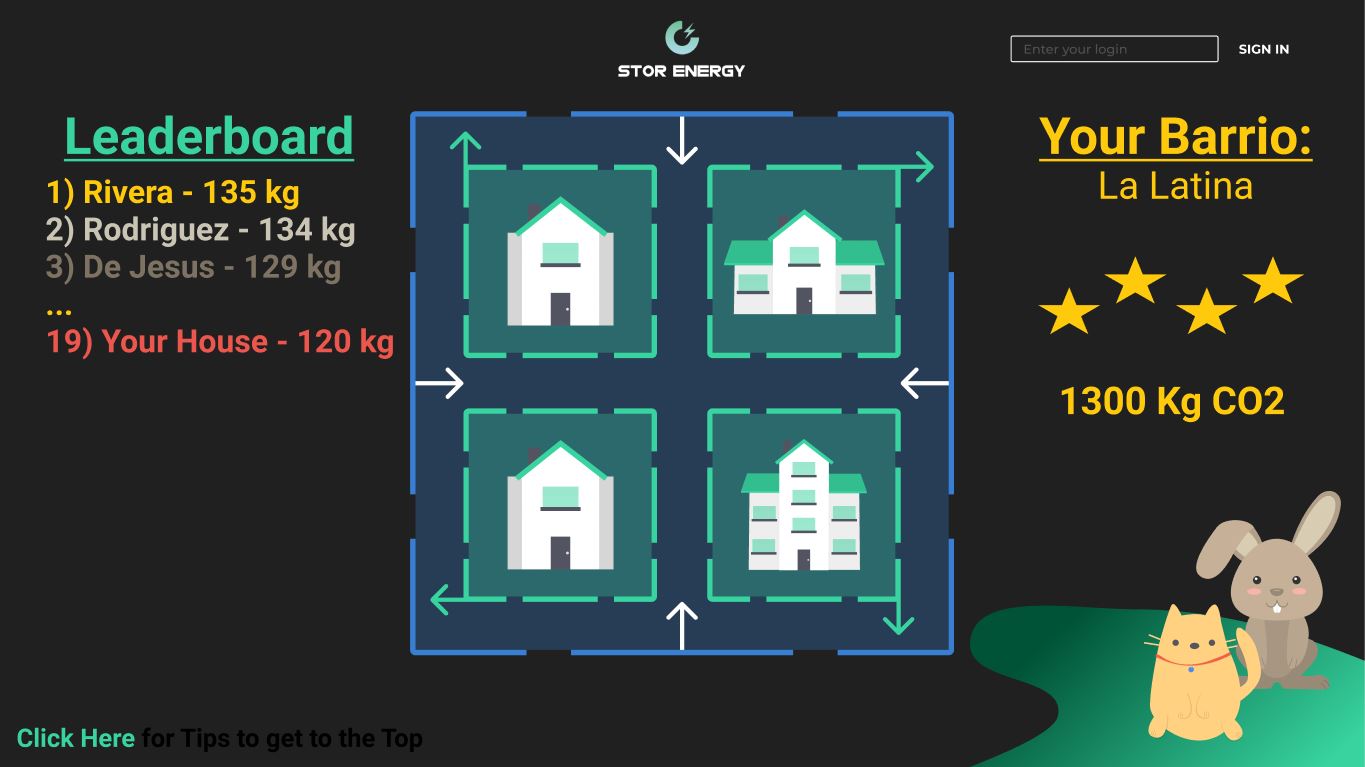 STOR ENERGY
Enter your login
SIGN IN
Leaderboard
1) Rivera - 135 kg
2) Rodriguez - 134 kg
3) De Jesus - 129 kg
...
19) Your House - 120 kg
Your Barrio:
La Latina
1300 Kg CO2
Click Here for Tips to get to the Top